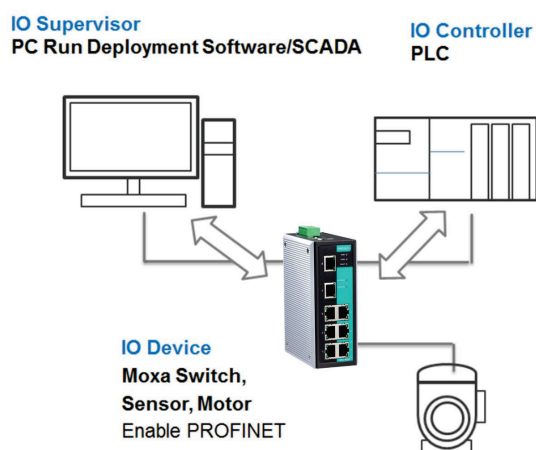 IO Supervisor
PC Run Deployment Software/SCADA
IO Controller
PLC
IO Device
Moxa Switch,
Sensor, Motor
Enable PROFINET